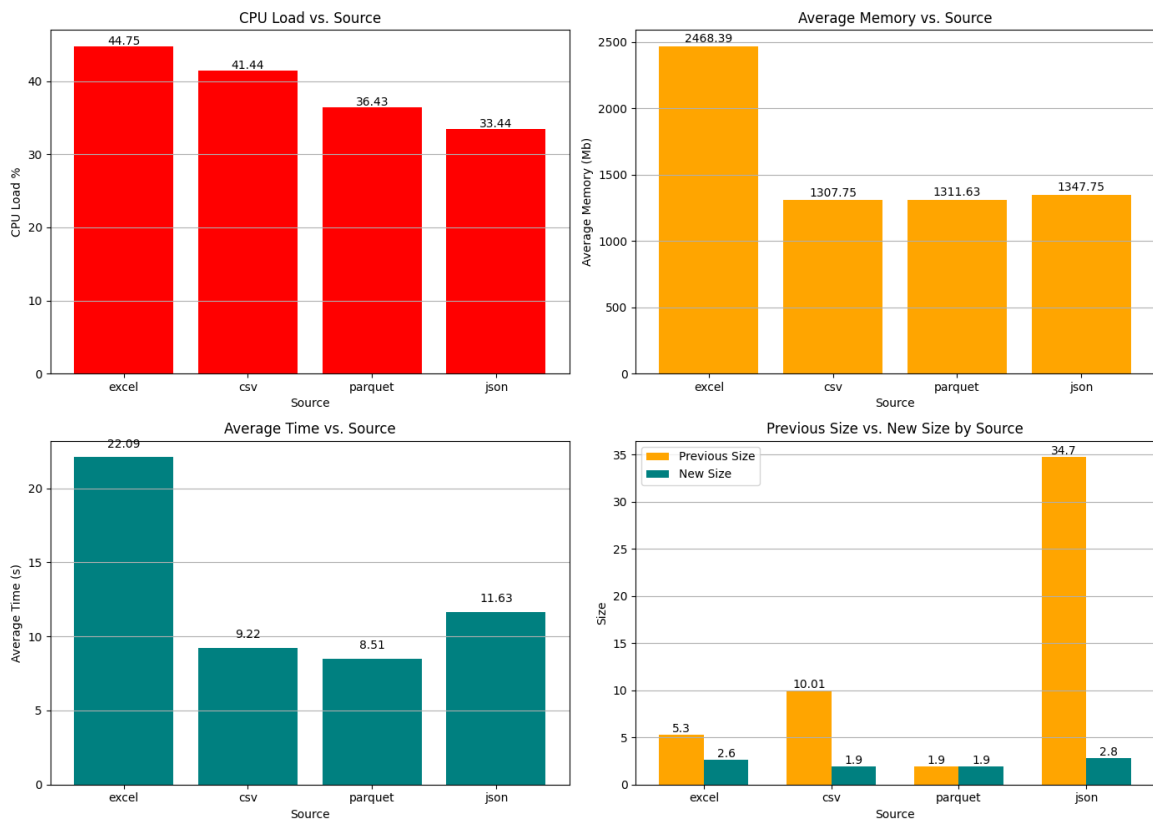 CPU Load vs. Source
CPU Load %
0
10
20
30
40
44.75
41.44
36.43
33.44
excel
csv
parquet
json
Source
Average Memory vs. Source
Average Memory (Mb)
0
500
1000
1500
2000
2500
2468.39
1307.75
1311.63
1347.75
excel
csv
parquet
json
Source
Average Time vs. Source
Average Time (s)
0
5
10
15
20
22.09
9.22
8.51
11.63
excel
csv
parquet
json
Source
Previous Size vs. New Size by Source
Previous Size
New Size
Size
0
5
10
15
20
25
30
35
5.3
2.6
10.01
1.9
1.9
1.9
34.7
2.8
excel
csv
parquet
json
Source